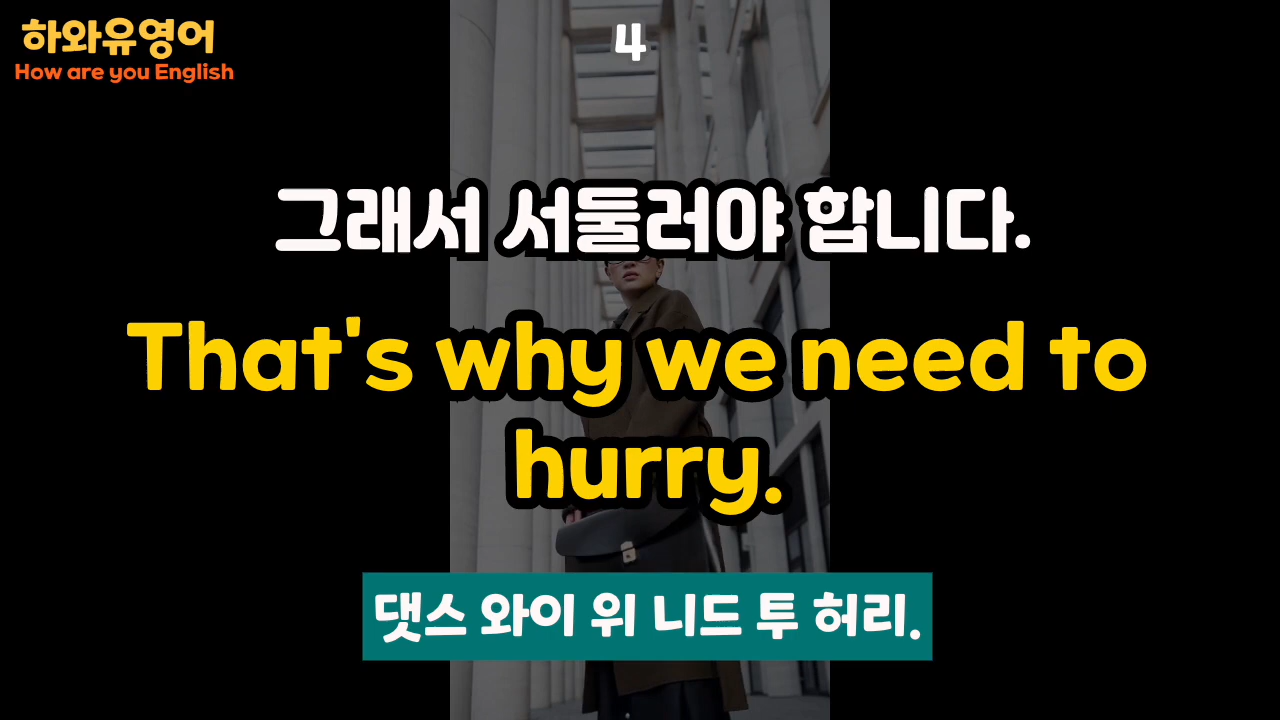 하와유영어
How are you English
4
그래서 서둘러야 합니다.
That's why we need to
hurry.
댓스 와이 위 니드 투 허리.